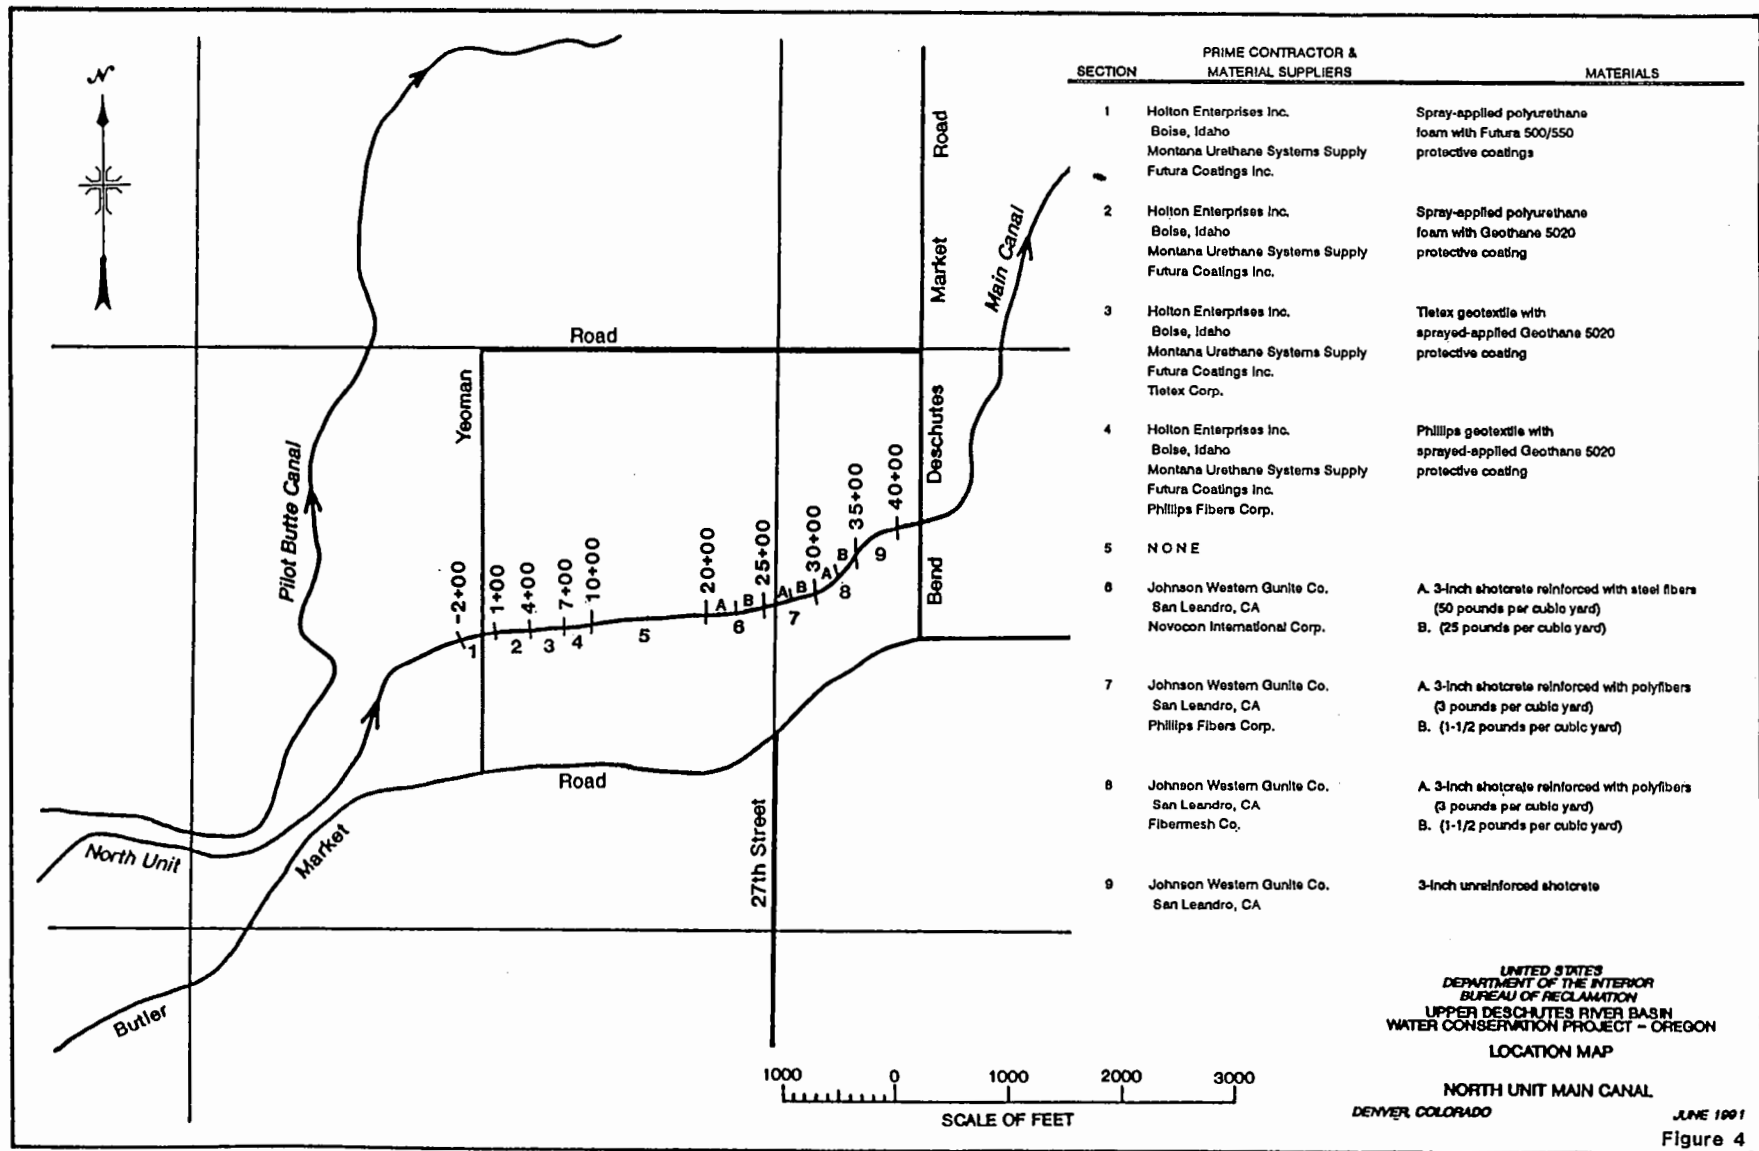 N
Road
Market
Main Canal
Road
Yeoman
Deschutes
Pilot Butte Canal
-2+00
1+00
4+00
7+00
10+00
20+00
25+00
30+00
35+00
40+00
A
B
A
B
A
B
1
2
3
4
5
6
7
8
9
Bend
Road
27th Street
Market
North Unit
Butler
1000 0 1000 2000 3000
SCALE OF FEET
PRIME CONTRACTOR &
SECTION MATERIAL SUPPLIERS MATERIALS
1 Holton Enterprises Inc. Spray-applied polyurethane
Boise, Idaho foam with Futura 500/550
Montana Urethane Systems Supply protective coatings
Futura Coatings Inc.
2 Holton Enterprises Inc. Spray-applied polyurethane
Boise, Idaho foam with Geothane 5020
Montana Urethane Systems Supply protective coating
Futura Coatings Inc.
3 Holton Enterprises Inc. Tietex geotextile with
Boise, Idaho sprayed-applied Geothane 5020
Montana Urethane Systems Supply protective coating
Futura Coatings Inc.
Tietex Corp.
4 Holton Enterprises Inc. Phillips geotextile with
Boise, Idaho sprayed-applied Geothane 5020
Montana Urethane Systems Supply protective coating
Futura Coatings Inc.
Phillips Fibers Corp.
5 NONE
6 Johnson Western Gunite Co. A. 3-inch shotcrete reinforced with steel fibers
San Leandro, CA (50 pounds per cubic yard)
Novocon International Corp. B. (25 pounds per cubic yard)
7 Johnson Western Gunite Co. A. 3-inch shotcrete reinforced with polyfibers
San Leandro, CA (3 pounds per cubic yard)
Phillips Fibers Corp. B. (1-1/2 pounds per cubic yard)
8 Johnson Western Gunite Co. A. 3-inch shotcrete reinforced with polyfibers
San Leandro, CA (3 pounds per cubic yard)
Fibermesh Co. B. (1-1/2 pounds per cubic yard)
9 Johnson Western Gunite Co. 3-inch unreinforced shotcrete
San Leandro, CA
UNITED STATES
DEPARTMENT OF THE INTERIOR
BUREAU OF RECLAMATION
UPPER DESCHUTES RIVER BASIN
WATER CONSERVATION PROJECT - OREGON
LOCATION MAP
NORTH UNIT MAIN CANAL
DENVER, COLORADO JUNE 1991
Figure 4